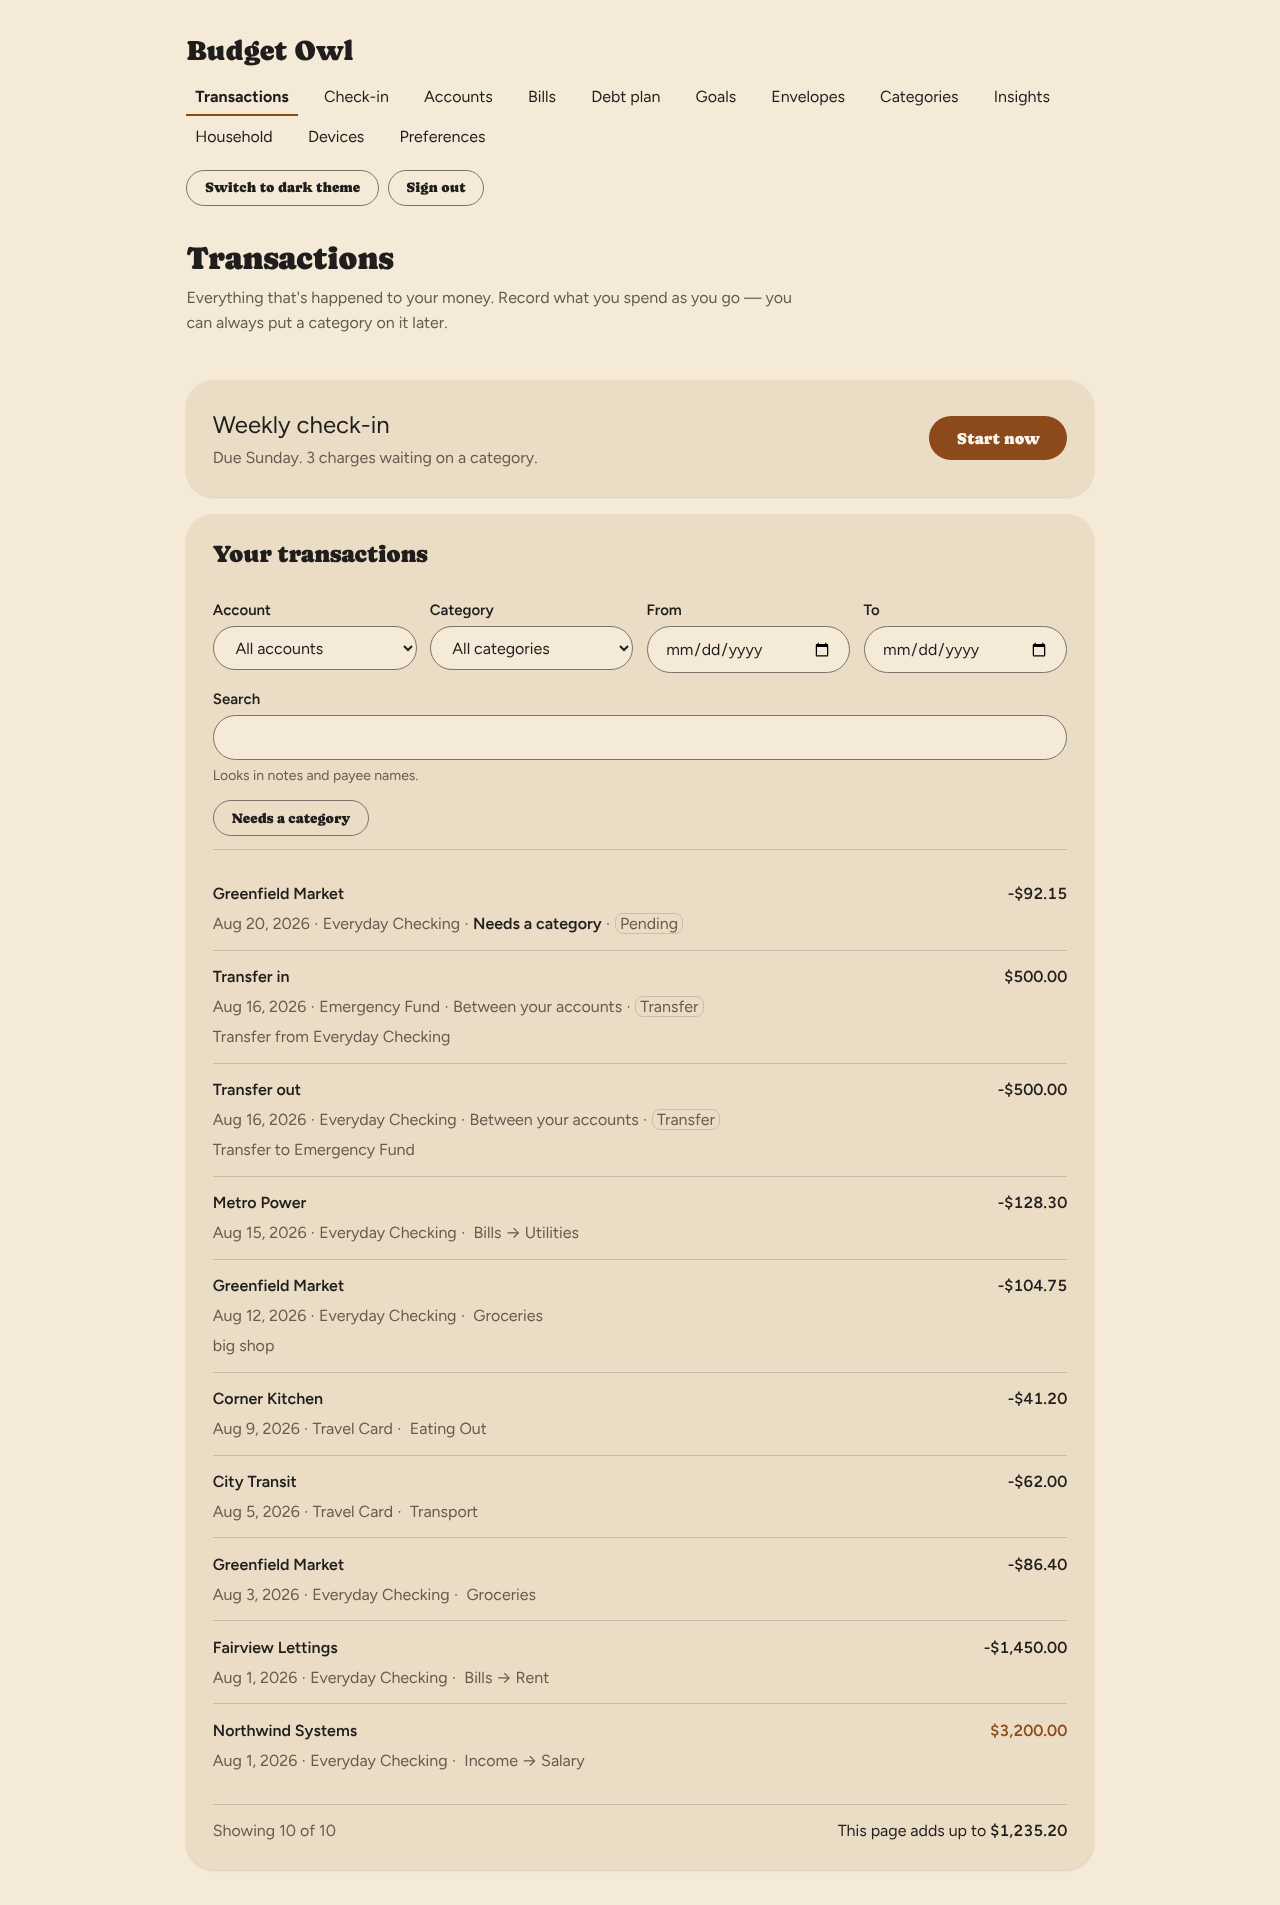 Budget Owl
Transactions Check-in Accounts Bills Debt plan Goals Envelopes Categories Insights
Household Devices Preferences
Switch to dark theme Sign out
Transactions
Everything that's happened to your money. Record what you spend as you go — you
can always put a category on it later.
Weekly check-in
Due Sunday. 3 charges waiting on a category.
Start now
Your transactions
Account Category From To
All accounts All categories mm/dd/yyyy mm/dd/yyyy
Search
Looks in notes and payee names.
Needs a category
Greenfield Market -$92.15
Aug 20, 2026 · Everyday Checking · Needs a category · Pending
Transfer in $500.00
Aug 16, 2026 · Emergency Fund · Between your accounts · Transfer
Transfer from Everyday Checking
Transfer out -$500.00
Aug 16, 2026 · Everyday Checking · Between your accounts · Transfer
Transfer to Emergency Fund
Metro Power -$128.30
Aug 15, 2026 · Everyday Checking · Bills → Utilities
Greenfield Market -$104.75
Aug 12, 2026 · Everyday Checking · Groceries
big shop
Corner Kitchen -$41.20
Aug 9, 2026 · Travel Card · Eating Out
City Transit -$62.00
Aug 5, 2026 · Travel Card · Transport
Greenfield Market -$86.40
Aug 3, 2026 · Everyday Checking · Groceries
Fairview Lettings -$1,450.00
Aug 1, 2026 · Everyday Checking · Bills → Rent
Northwind Systems $3,200.00
Aug 1, 2026 · Everyday Checking · Income → Salary
Showing 10 of 10 This page adds up to $1,235.20